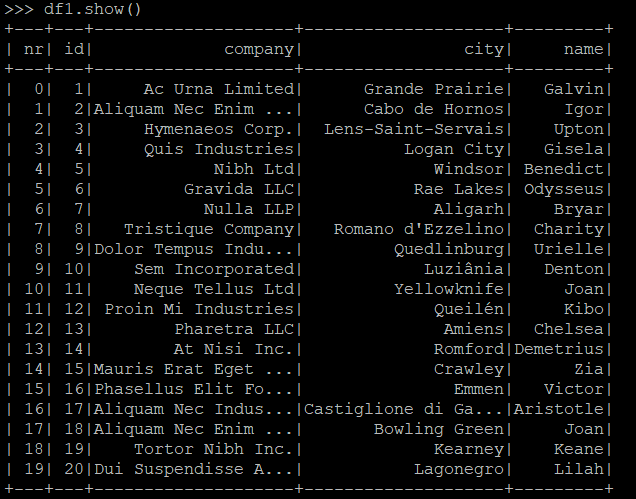 >>> df1.show()
+---+---+--------------------+--------------------+---------+
| nr| id|             company|                city|     name|
+---+---+--------------------+--------------------+---------+
|  0|  1|     Ac Urna Limited|      Grande Prairie|   Galvin|
|  1|  2|Aliquam Nec Enim ...|      Cabo de Hornos|     Igor|
|  2|  3|     Hymenaeos Corp.|  Lens-Saint-Servais|    Upton|
|  3|  4|     Quis Industries|          Logan City|   Gisela|
|  4|  5|            Nibh Ltd|             Windsor| Benedict|
|  5|  6|         Gravida LLC|           Rae Lakes| Odysseus|
|  6|  7|           Nulla LLP|             Aligarh|    Bryar|
|  7|  8|   Tristique Company|   Romano d'Ezzelino|  Charity|
|  8|  9|Dolor Tempus Indu...|         Quedlinburg|  Urielle|
|  9| 10|    Sem Incorporated|           Luziânia|   Denton|
| 10| 11|    Neque Tellus Ltd|         Yellowknife|     Joan|
| 11| 12| Proin Mi Industries|             Queilén|     Kibo|
| 12| 13|        Pharetra LLC|              Amiens|  Chelsea|
| 13| 14|        At Nisi Inc.|             Romford|Demetrius|
| 14| 15|Mauris Erat Eget ...|             Crawley|      Zia|
| 15| 16|Phasellus Elit Fo...|               Emmen|   Victor|
| 16| 17|Aliquam Nec Indus...|Castiglione di Ga...|Aristotle|
| 17| 18|Aliquam Nec Enim ...|       Bowling Green|     Joan|
| 18| 19|    Tortor Nibh Inc.|             Kearney|    Keane|
| 19| 20|Dui Suspendisse A...|           Lagonegro|    Lilah|
+---+---+--------------------+--------------------+---------+